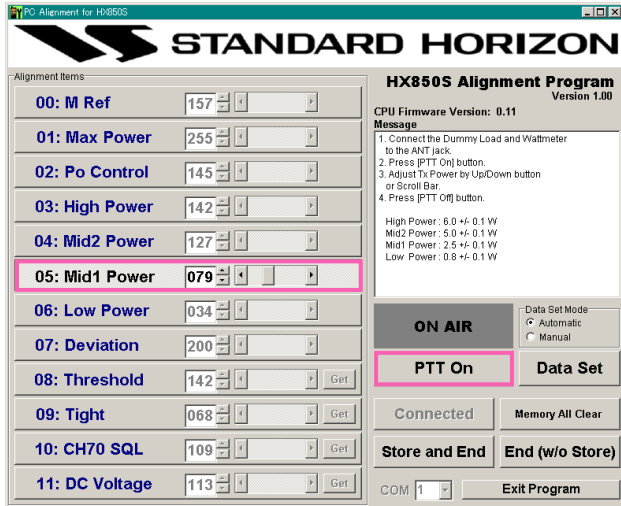 PC Alignment for HX850S
STANDARD HORIZON
Alignment Items
00: M Ref 157
01: Max Power 255
02: Po Control 145
03: High Power 142
04: Mid2 Power 127
05: Mid1 Power 079
06: Low Power 034
07: Deviation 200
08: Threshold 142 Get
09: Tight 068 Get
10: CH70 SQL 109 Get
11: DC Voltage 113 Get
HX850S Alignment Program
Version 1.00
CPU Firmware Version: 0.11
Message
1. Connect the Dummy Load and Wattmeter
to the ANT jack.
2. Press [PTT On] button.
3. Adjust Tx Power by Up/Down button
or Scroll Bar.
4. Press [PTT Off] button.
High Power : 6.0 +/- 0.1 W
Mid2 Power : 5.0 +/- 0.1 W
Mid1 Power : 2.5 +/- 0.1 W
Low Power : 0.8 +/- 0.1 W
ON AIR
Data Set Mode
Automatic
Manual
PTT On
Data Set
Connected
Memory All Clear
Store and End
End (w/o Store)
COM 1
Exit Program